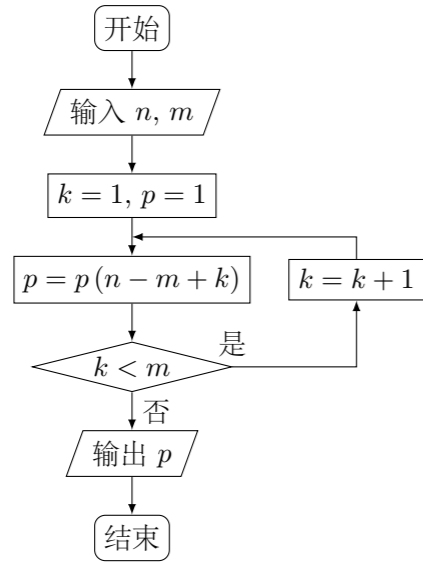 开始
输入 n, m
k = 1, p = 1
p = p (n − m + k)
k = k + 1
k < m
是
否
输出 p
结束